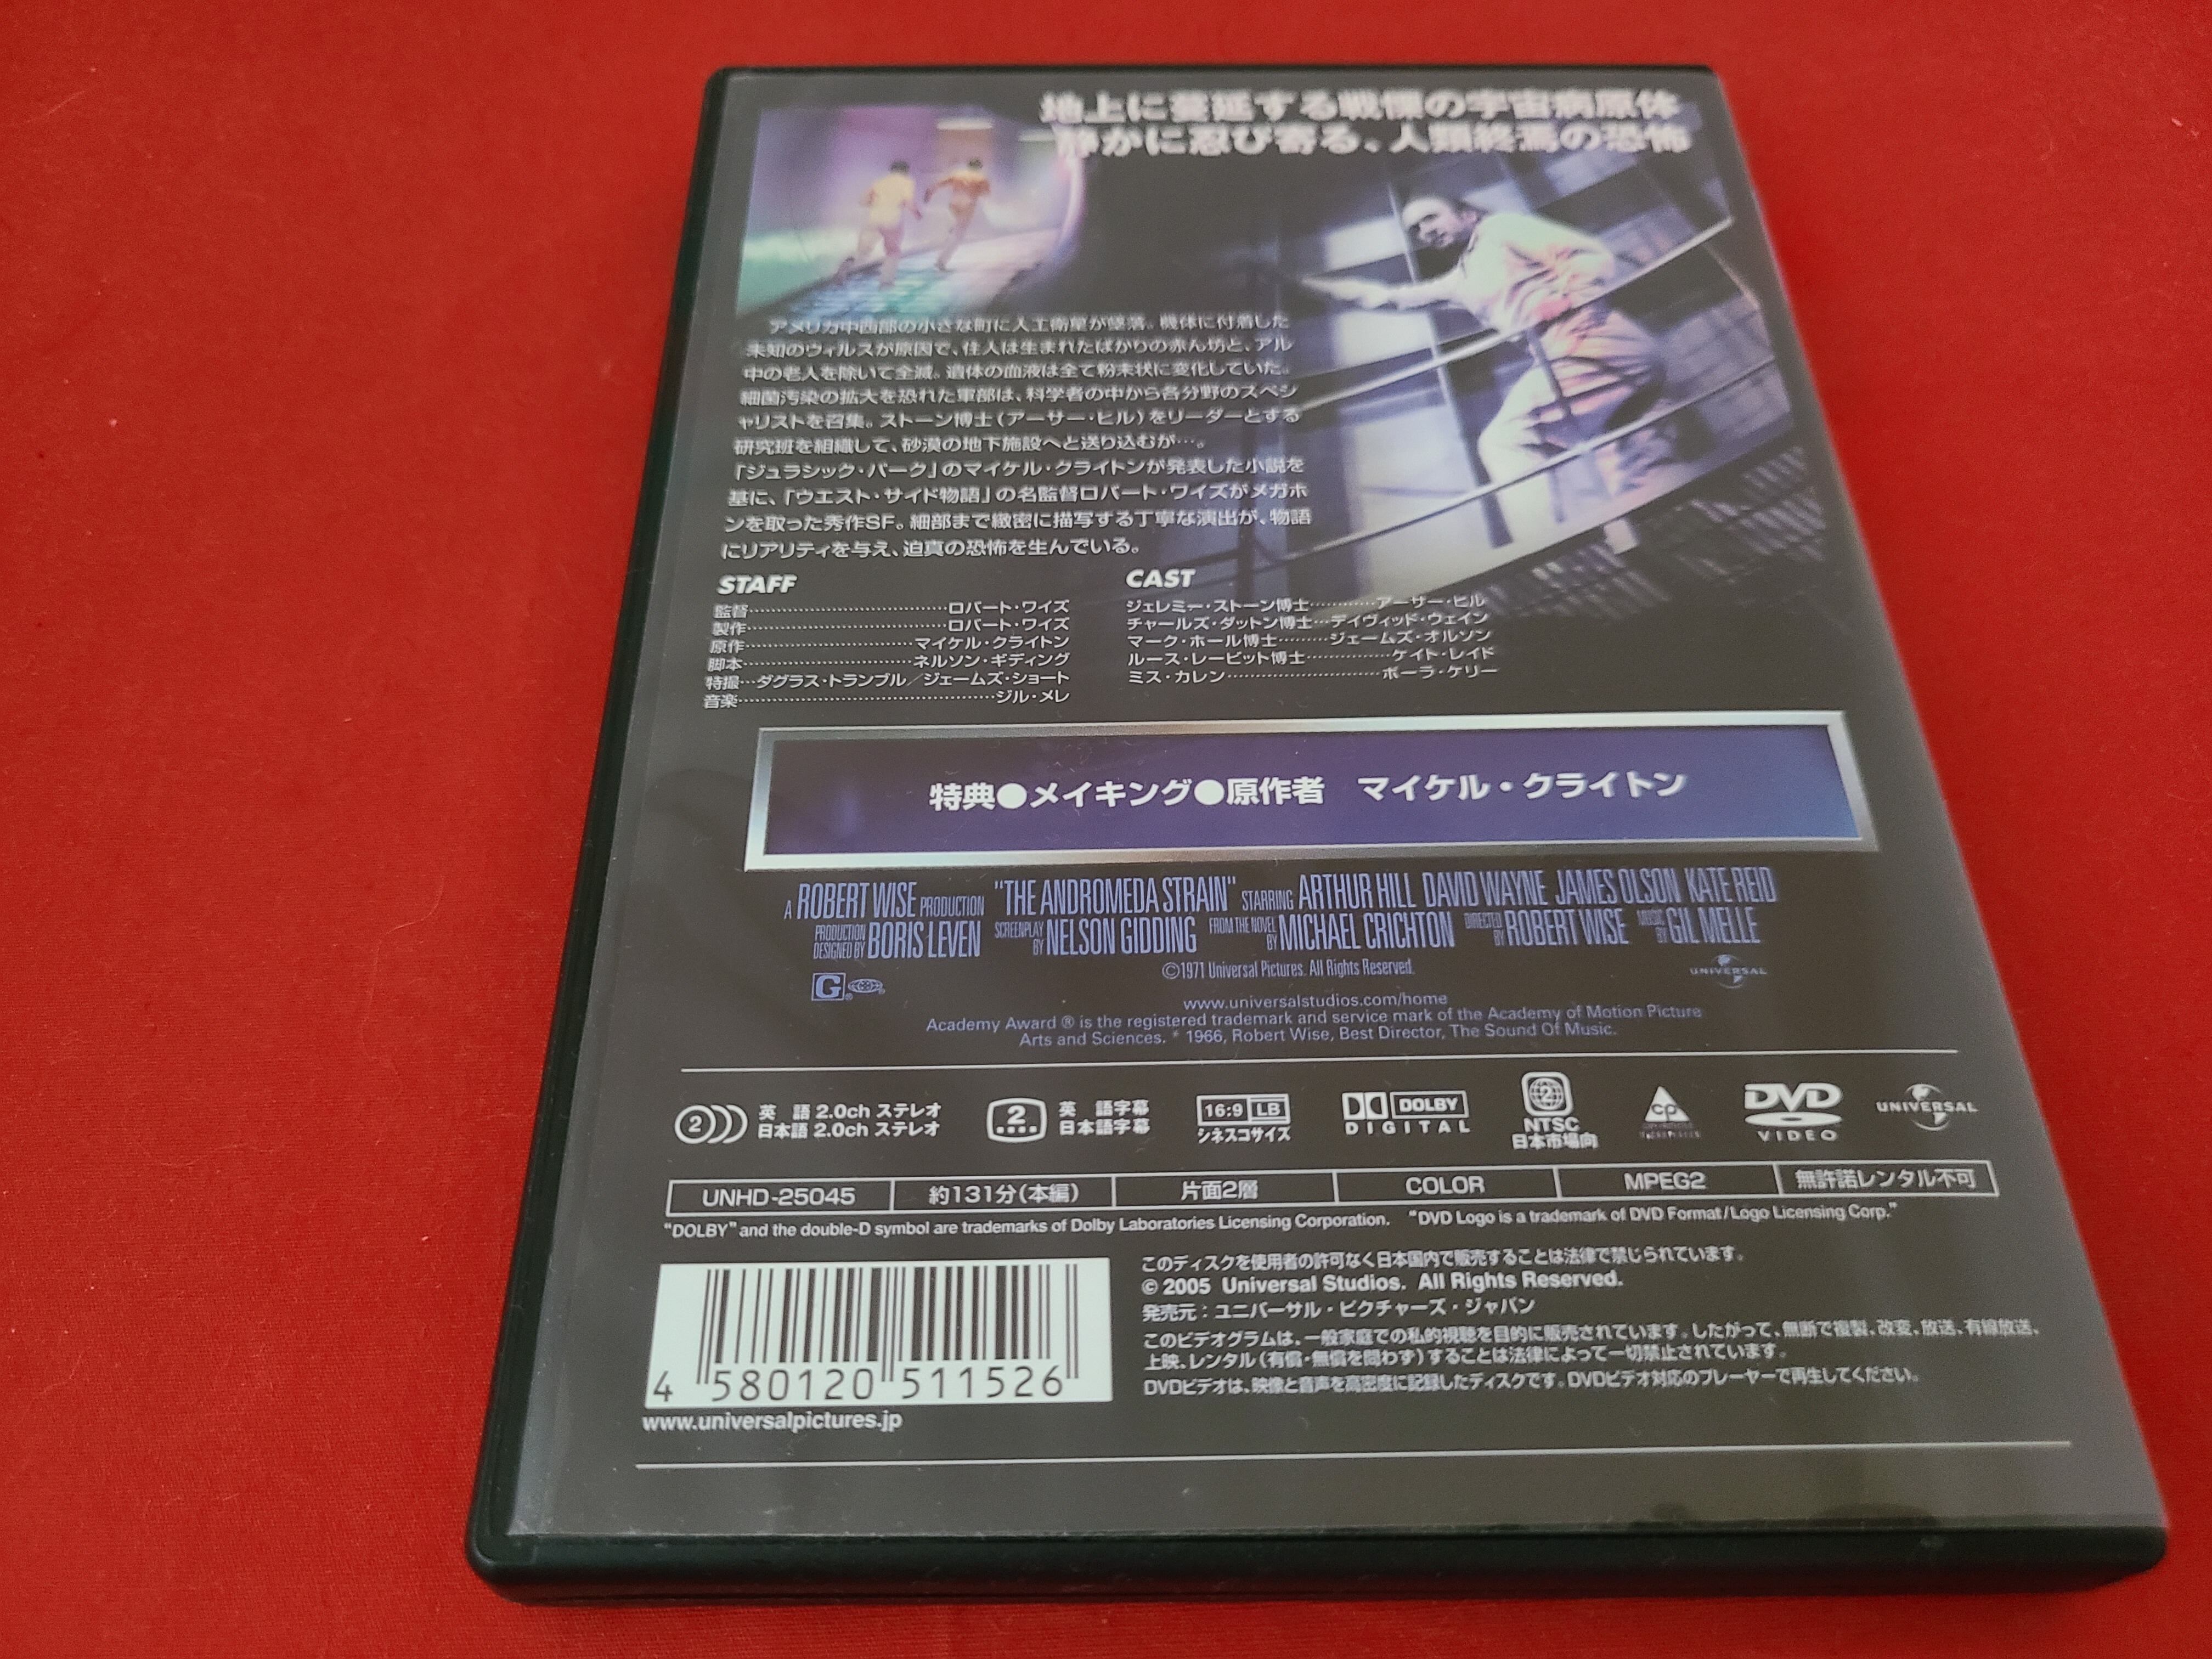 地上に蔓延する戦慄の宇宙病原体
静かに忍び寄る、人類終焉の恐怖
アメリカ中西部の小さな町に人工衛星が墜落。機体に付着した
未知のウィルスが原因で、住人は生まれたばかりの赤ん坊と、アル
中の老人を除いて全滅。遺体の血液は全て粉末状に変化していた。
細菌汚染の拡大を恐れた軍部は、科学者の中から各分野のスペシ
ャリストを召集。ストーン博士(アーサー・ヒル)をリーダーとする
研究班を組織して、砂漠の地下施設へと送り込むが…。
「ジュラシック・パーク」のマイケル・クライトンが発表した小説を
基に、「ウエスト・サイド物語」の名監督ロバート・ワイズがメガホ
ンを取った秀作SF。細部まで緻密に描写する丁寧な演出が、物語
にリアリティを与え、迫真の恐怖を生んでいる。
STAFF
監督……ロバート・ワイズ
製作……ロバート・ワイズ
原作……マイケル・クライトン
脚本……ネルソン・ギディング
特撮…ダグラス・トランブル/ジェームズ・ショート
音楽……ジル・メレ
CAST
ジェレミー・ストーン博士……アーサー・ヒル
チャールズ・ダットン博士…デイヴィッド・ウェイン
マーク・ホール博士……ジェームズ・オルソン
ルース・レービット博士……ケイト・レイド
ミス・カレン……ポーラ・ケリー
特典●メイキング●原作者 マイケル・クライトン
A ROBERT WISE PRODUCTION "THE ANDROMEDA STRAIN" STARRING ARTHUR HILL DAVID WAYNE JAMES OLSON KATE REID
PRODUCTION DESIGNED BY BORIS LEVEN SCREENPLAY BY NELSON GIDDING FROM THE NOVEL BY MICHAEL CRICHTON DIRECTED BY ROBERT WISE MUSIC BY GIL MELLE
©1971 Universal Pictures. All Rights Reserved.
G
UNIVERSAL
www.universalstudios.com/home
Academy Award ® is the registered trademark and service mark of the Academy of Motion Picture
Arts and Sciences. * 1966, Robert Wise, Best Director, The Sound Of Music.
2 英 語 2.0ch ステレオ
日本語 2.0ch ステレオ
2 英 語字幕
日本語字幕
16:9 LB
シネスコサイズ
DOLBY
DIGITAL
2
NTSC
日本市場向
cp
DVD
VIDEO
UNIVERSAL
UNHD-25045 約131分(本編) 片面2層 COLOR MPEG2 無許諾レンタル不可
"DOLBY" and the double-D symbol are trademarks of Dolby Laboratories Licensing Corporation. "DVD Logo is a trademark of DVD Format/Logo Licensing Corp."
このディスクを使用者の許可なく日本国内で販売することは法律で禁じられています。
© 2005 Universal Studios. All Rights Reserved.
発売元:ユニバーサル・ピクチャーズ・ジャパン
このビデオグラムは、一般家庭での私的視聴を目的に販売されています。したがって、無断で複製、改変、放送、有線放送、
上映、レンタル(有償・無償を問わず)することは法律によって一切禁止されています。
DVDビデオは、映像と音声を高密度に記録したディスクです。DVDビデオ対応のプレーヤーで再生してください。
4 580120 511526
www.universalpictures.jp